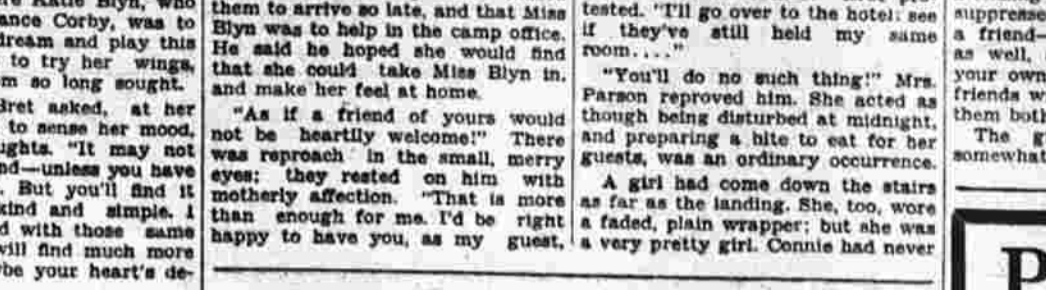 re Katie Blyn, who
ance Corby, was to
dream and play this
to try her wings,
m so long sought.
Bret asked, at her
to sense her mood,
ughts. "It may not
nd—unless you have
. But you'll find it
kind and simple. I
d with those same
will find much more
be your heart's de-
them to arrive so late, and that Miss
Blyn was to help in the camp office.
He said he hoped she would find
that she could take Miss Blyn in,
and make her feel at home.
"As if a friend of yours would
not be heartily welcome!" There
was reproach in the small, merry
eyes; they rested on him with
motherly affection. "That is more
than enough for me. I'd be right
happy to have you, as my guest,
tested. "I'll go over to the hotel; see
if they've still held my same
room...."
"You'll do no such thing!" Mrs.
Parson reproved him. She acted as
though being disturbed at midnight,
and preparing a bite to eat for her
guests, was an ordinary occurrence.
A girl had come down the stairs
as far as the landing. She, too, wore
a faded, plain wrapper; but she was
a very pretty girl. Connie had never
suppresse
a friend—
as well,
your own
friends w
them both
The g
somewhat
P